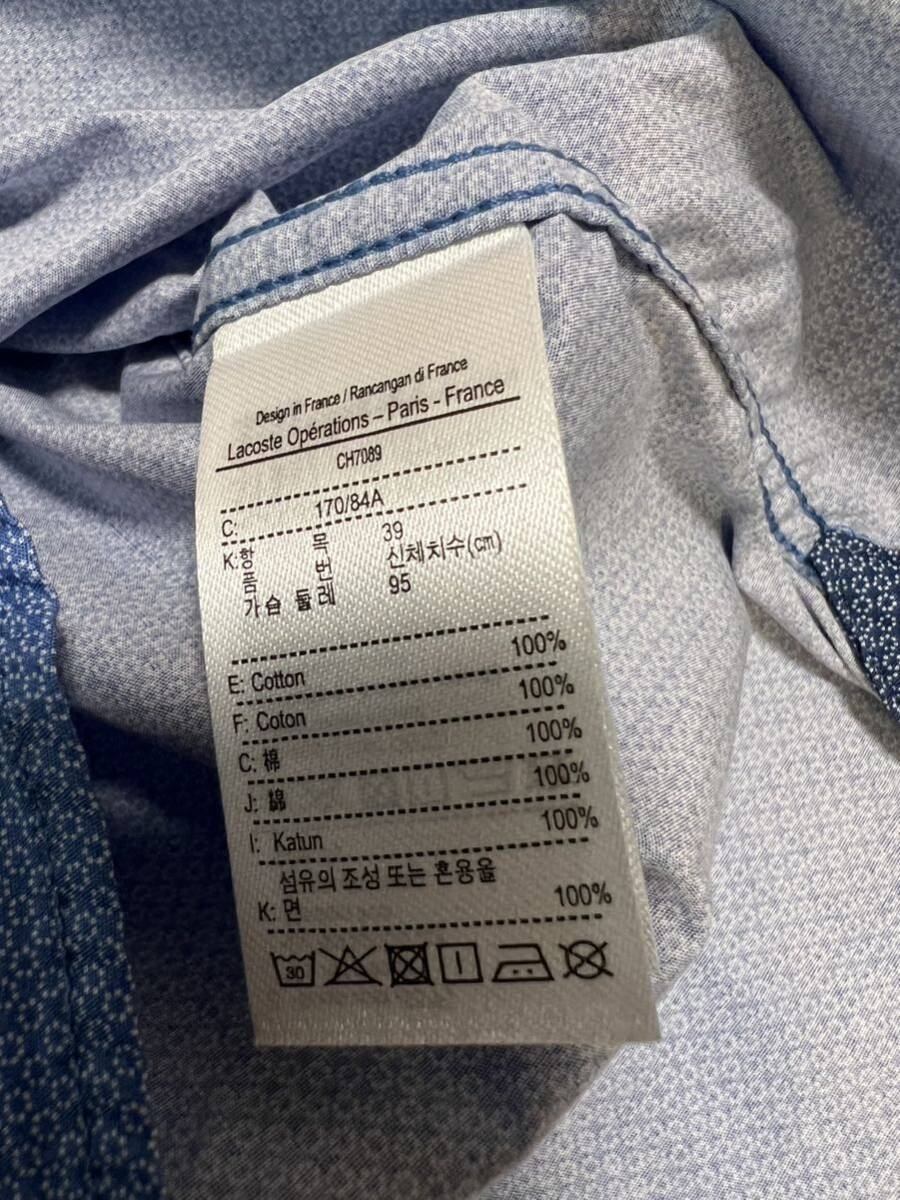 Design in France / Rancangan di France
Lacoste Opérations – Paris - France
CH7089
C: 170/84A
K: 항 목 39
품 번 신체치수(cm)
가슴 둘레 95
E: Cotton 100%
F: Coton 100%
C: 棉 100%
J: 綿 100%
I: Katun 100%
섬유의 조성 또는 혼용율
K: 면 100%
30